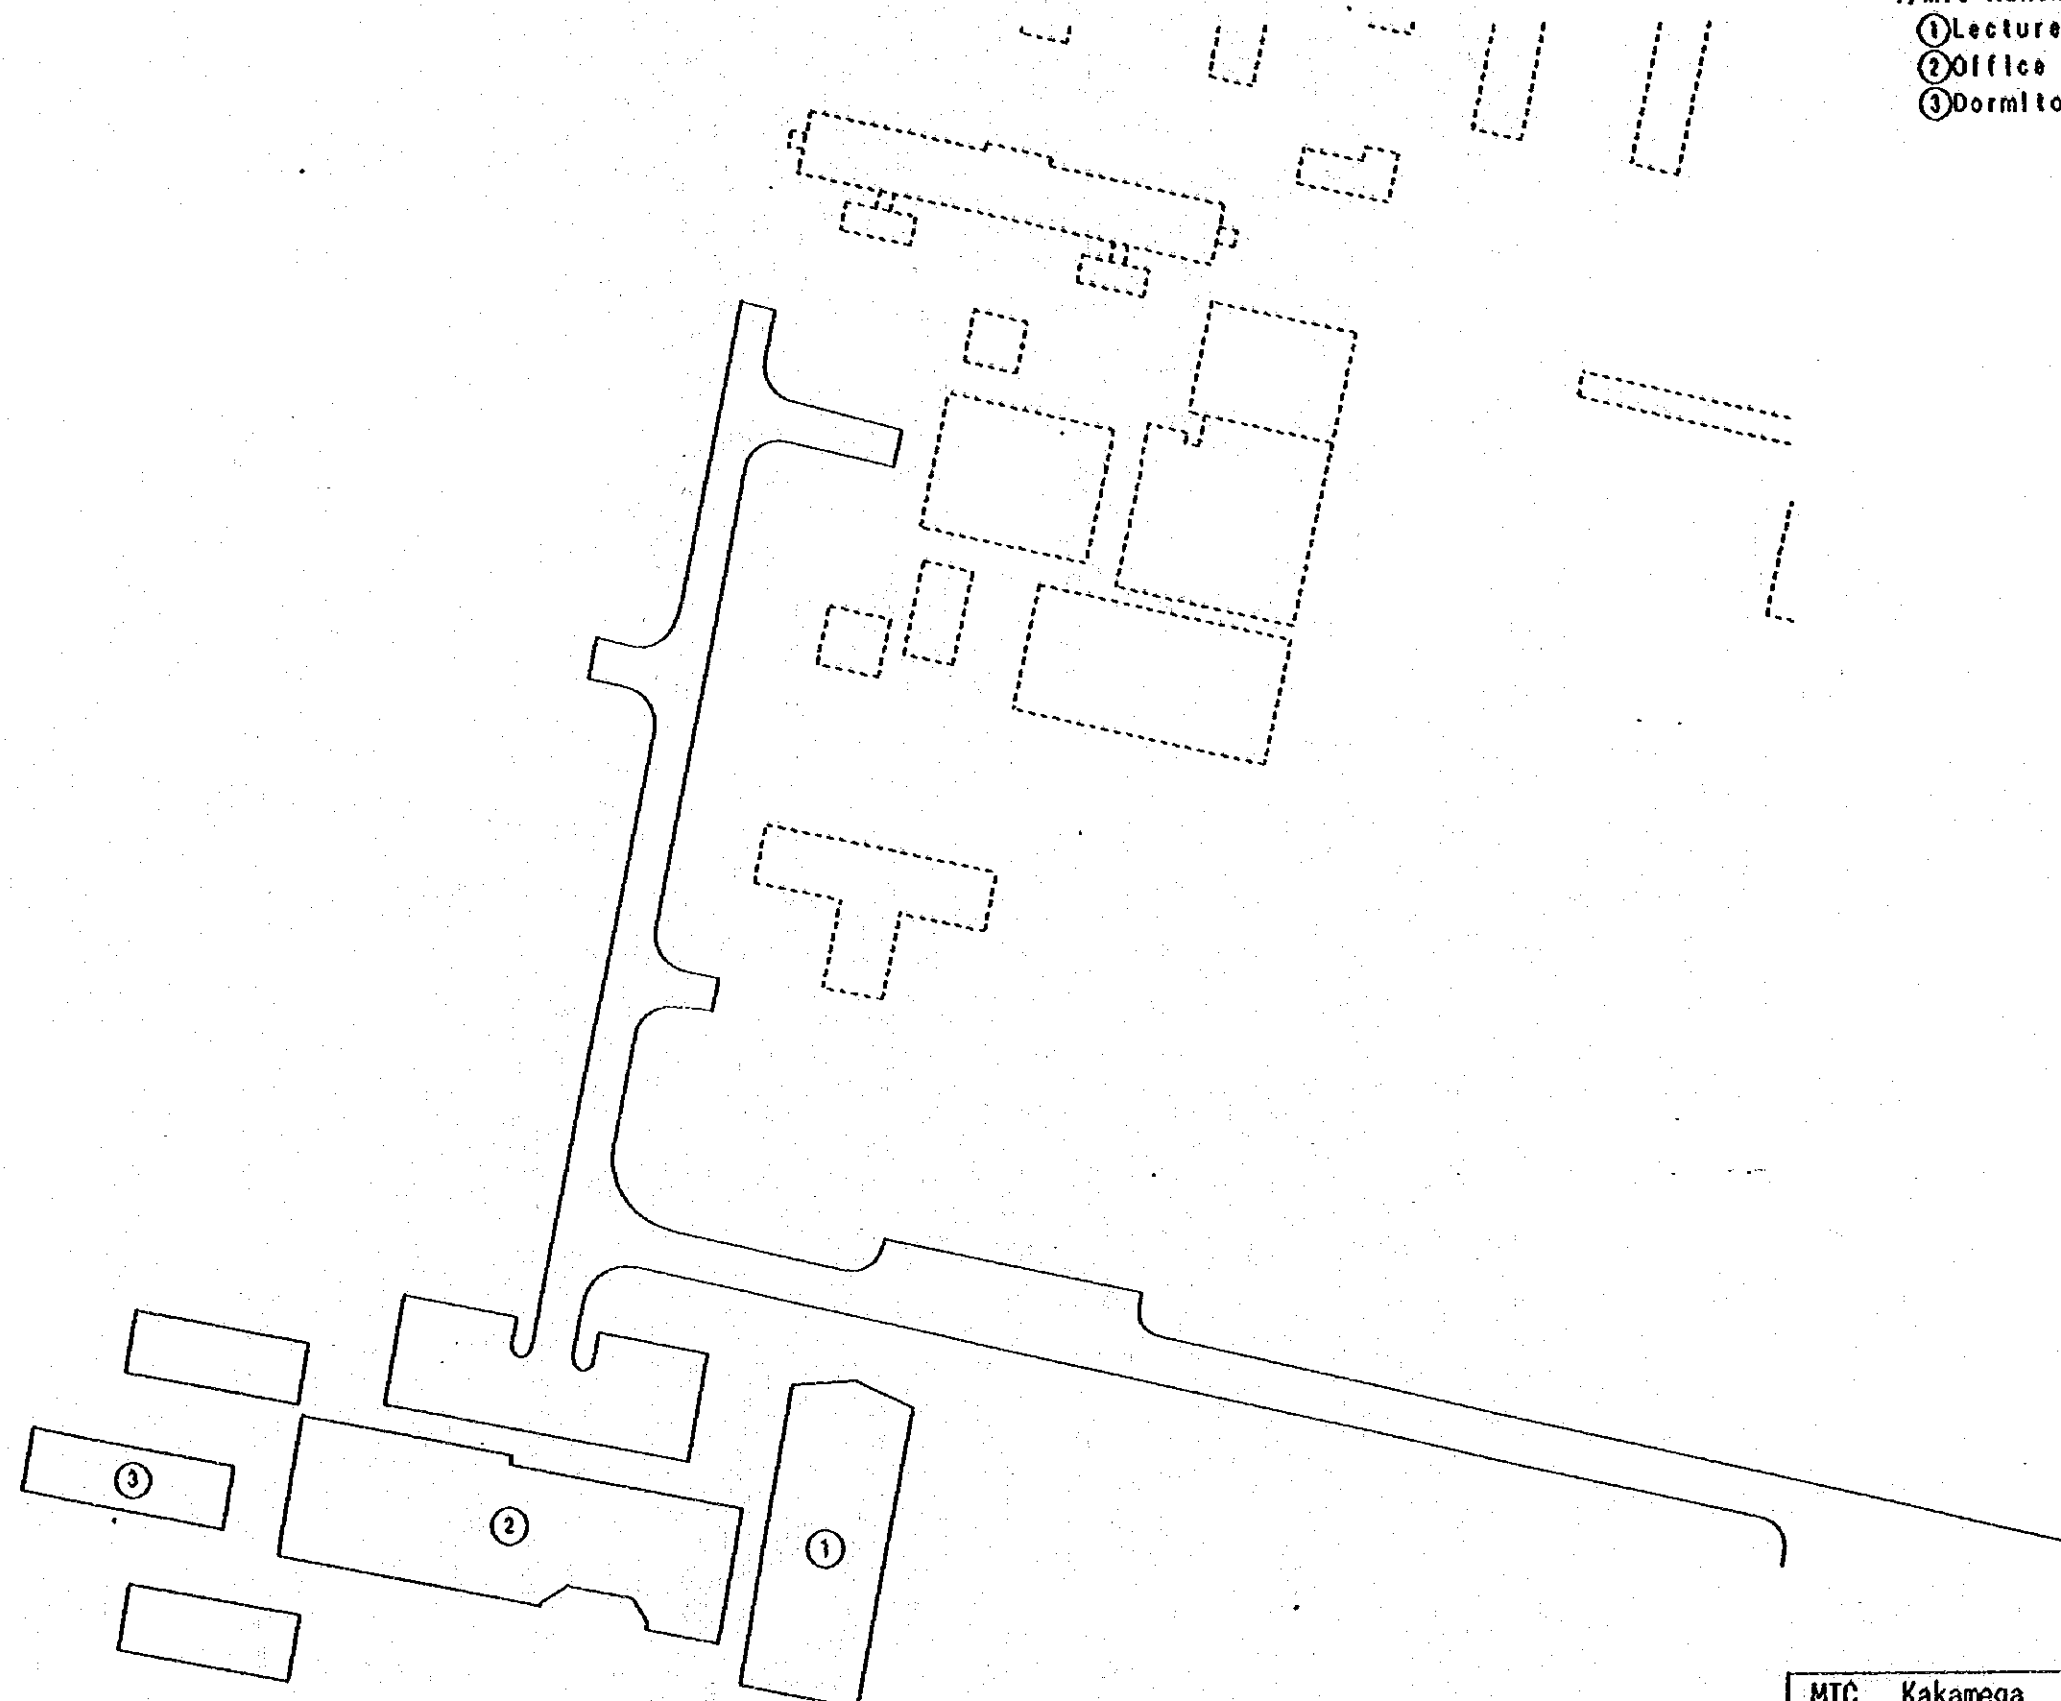 ①Lecture
②Office
③Dormito
③
②
①
MTC Kakamega